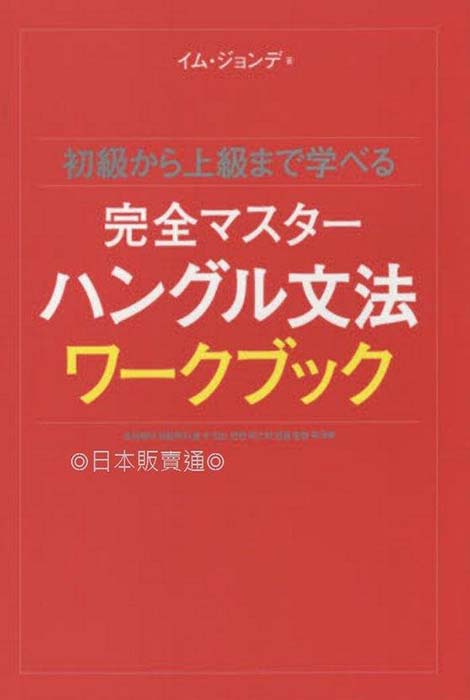 イム・ジョンデ 著
初級から上級まで学べる
完全マスター
ハングル文法
ワークブック
◎日本販賣通◎